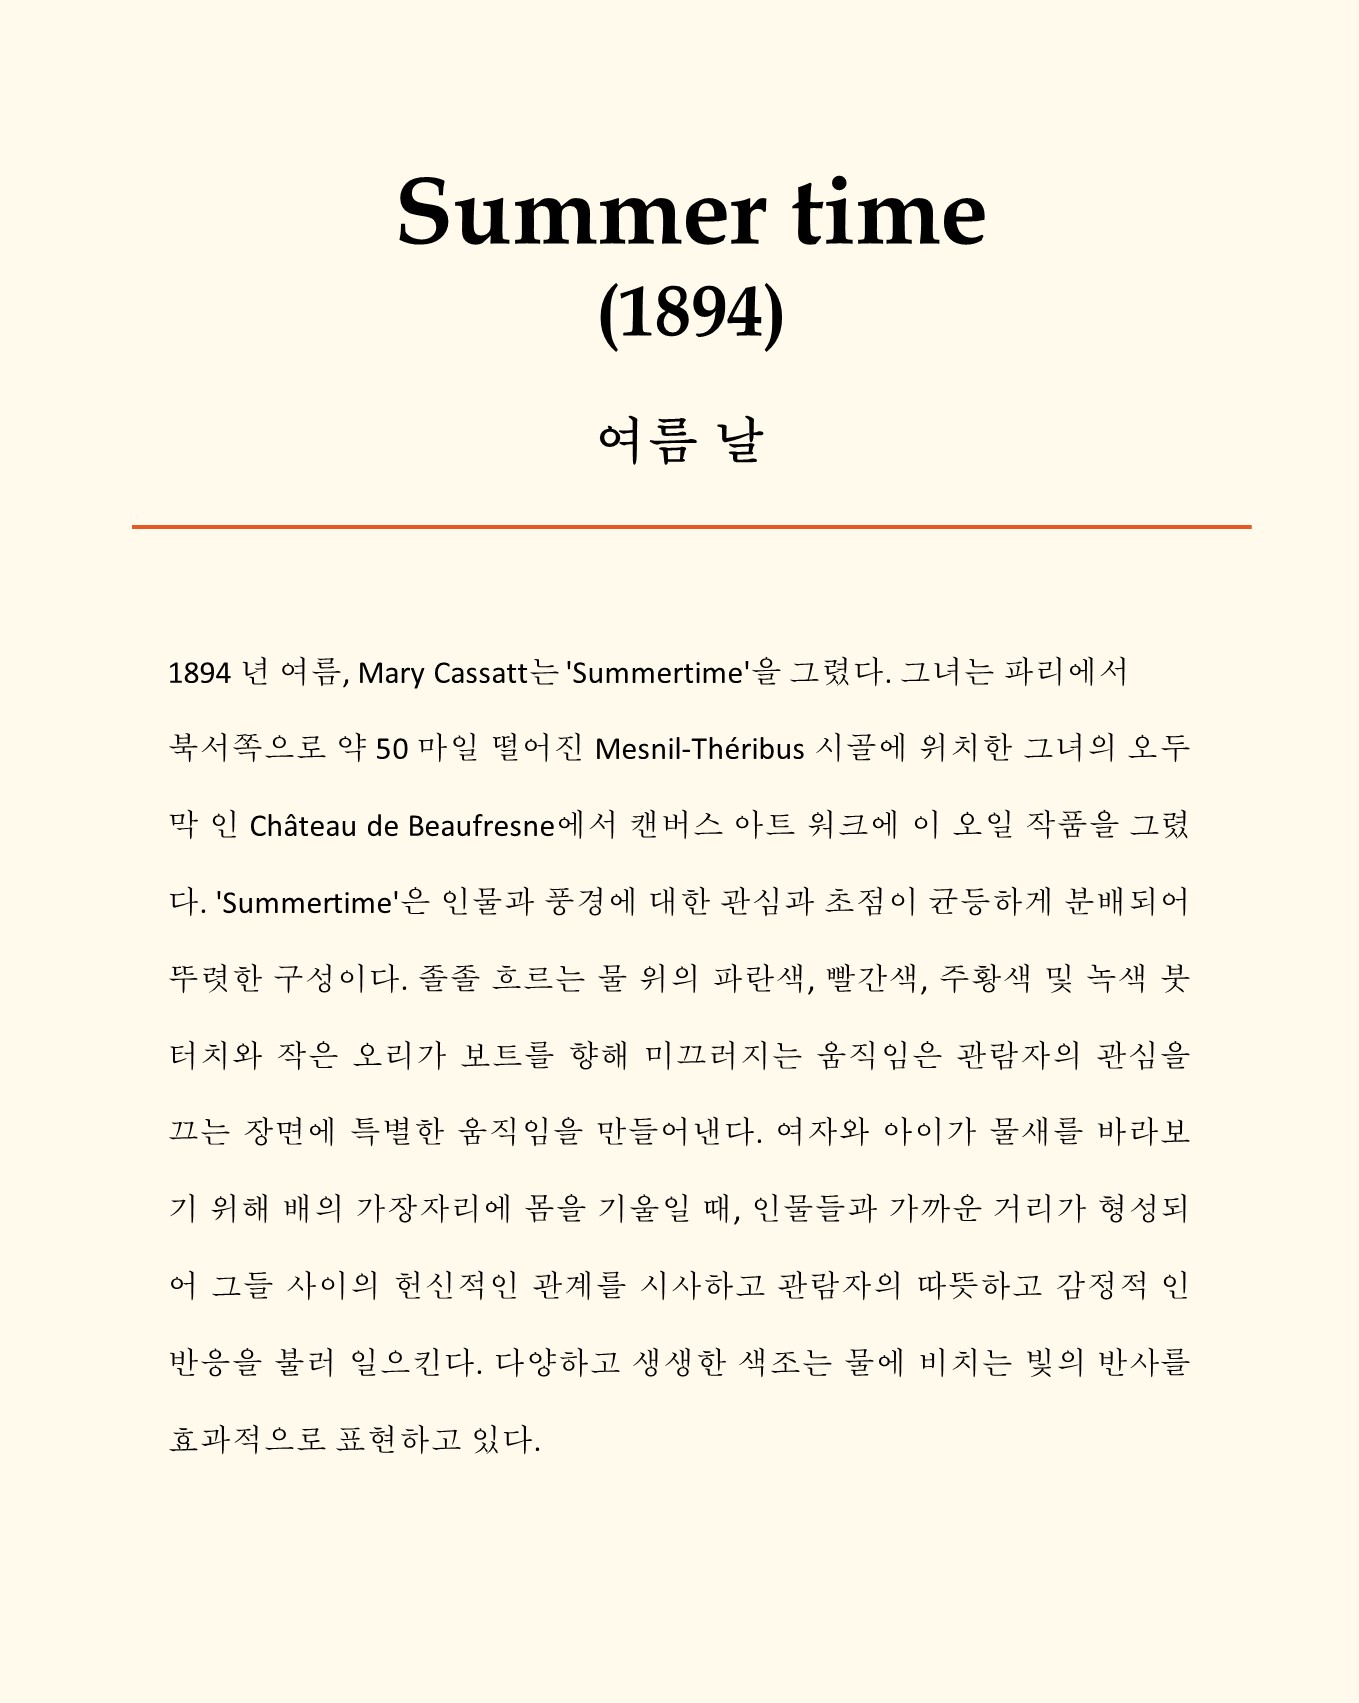 Summer time
(1894)
여름 날
1894 년 여름, Mary Cassatt는 'Summertime'을 그렸다. 그녀는 파리에서
북서쪽으로 약 50 마일 떨어진 Mesnil-Théribus 시골에 위치한 그녀의 오두
막 인 Château de Beaufresne에서 캔버스 아트 워크에 이 오일 작품을 그렸
다. 'Summertime'은 인물과 풍경에 대한 관심과 초점이 균등하게 분배되어
뚜렷한 구성이다. 졸졸 흐르는 물 위의 파란색, 빨간색, 주황색 및 녹색 붓
터치와 작은 오리가 보트를 향해 미끄러지는 움직임은 관람자의 관심을
끄는 장면에 특별한 움직임을 만들어낸다. 여자와 아이가 물새를 바라보
기 위해 배의 가장자리에 몸을 기울일 때, 인물들과 가까운 거리가 형성되
어 그들 사이의 헌신적인 관계를 시사하고 관람자의 따뜻하고 감정적 인
반응을 불러 일으킨다. 다양하고 생생한 색조는 물에 비치는 빛의 반사를
효과적으로 표현하고 있다.